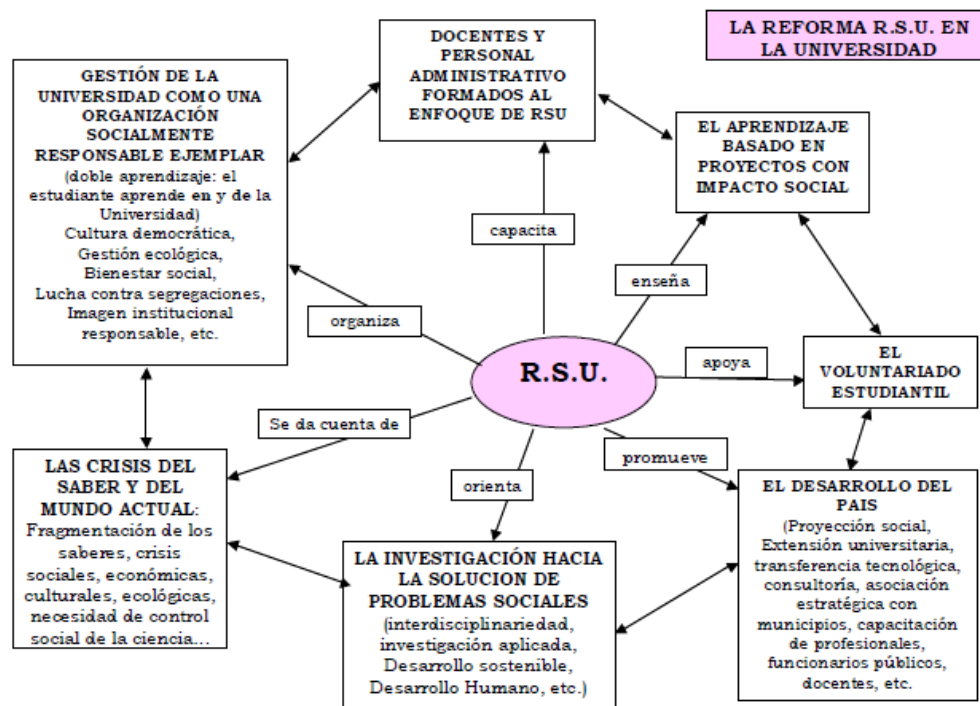 LA REFORMA R.S.U. EN
LA UNIVERSIDAD
DOCENTES Y
PERSONAL
ADMINISTRATIVO
FORMADOS AL
ENFOQUE DE RSU
GESTIÓN DE LA
UNIVERSIDAD COMO UNA
ORGANIZACIÓN
SOCIALMENTE
RESPONSABLE EJEMPLAR
(doble aprendizaje: el
estudiante aprende en y de la
Universidad)
Cultura democrática,
Gestión ecológica,
Bienestar social,
Lucha contra segregaciones,
Imagen institucional
responsable, etc.
EL APRENDIZAJE
BASADO EN
PROYECTOS CON
IMPACTO SOCIAL
capacita
enseña
organiza
R.S.U.
apoya
EL
VOLUNTARIADO
ESTUDIANTIL
Se da cuenta de
orienta
promueve
LAS CRISIS DEL
SABER Y DEL
MUNDO ACTUAL:
Fragmentación de los
saberes, crisis
sociales, económicas,
culturales, ecológicas,
necesidad de control
social de la ciencia...
LA INVESTIGACIÓN HACIA
LA SOLUCION DE
PROBLEMAS SOCIALES
(interdisciplinariedad,
investigación aplicada,
Desarrollo sostenible,
Desarrollo Humano, etc.)
EL DESARROLLO DEL
PAIS
(Proyección social,
Extensión universitaria,
transferencia tecnológica,
consultoría, asociación
estratégica con
municipios, capacitación
de profesionales,
funcionarios públicos,
docentes, etc.